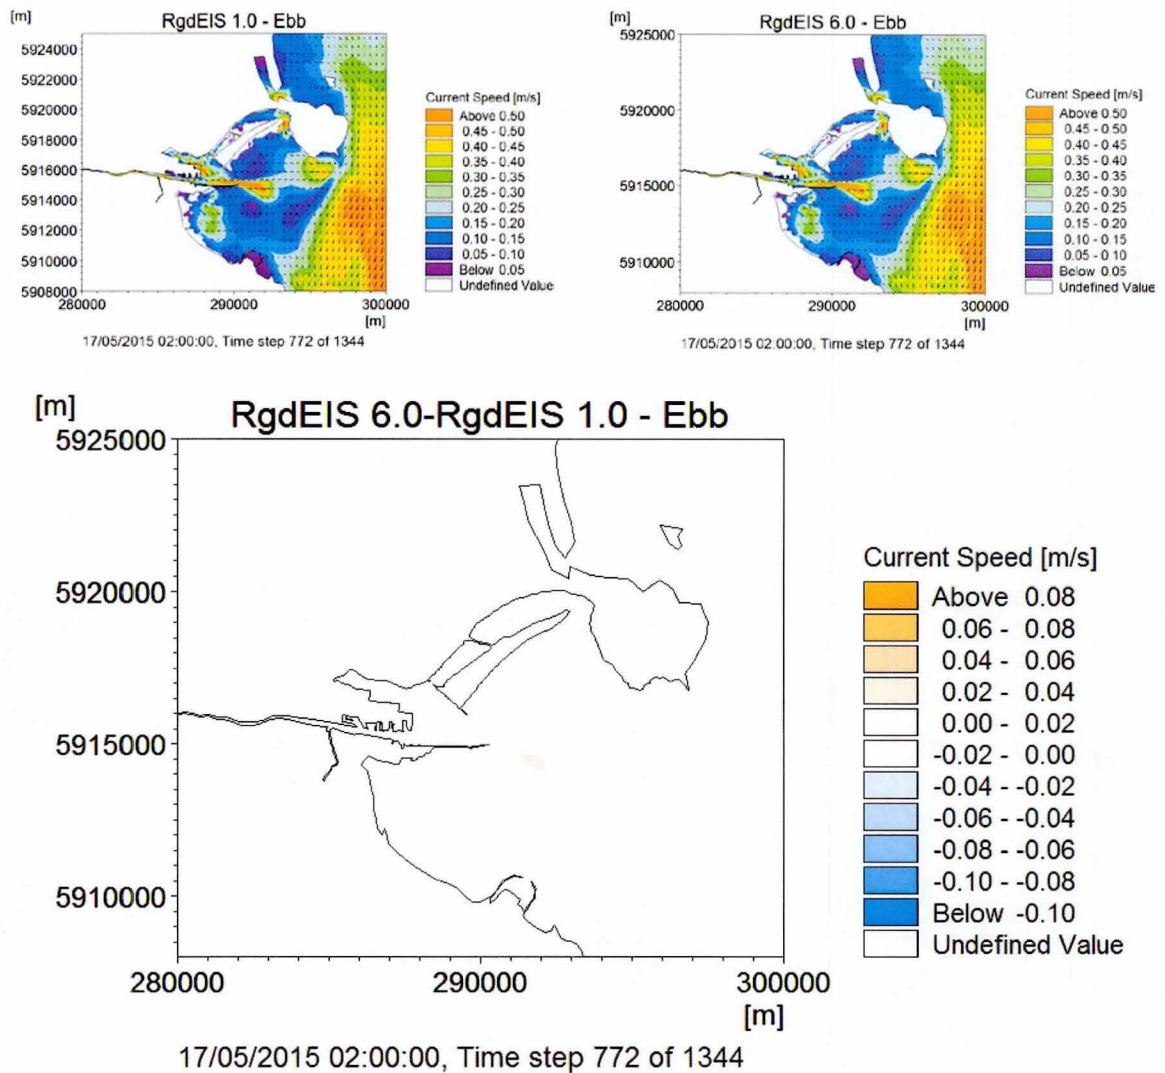 [m]
RgdEIS 1.0 - Ebb
5924000
5922000
5920000
5918000
5916000
5914000
5912000
5910000
5908000
280000
290000
300000
[m]
17/05/2015 02:00:00, Time step 772 of 1344
Current Speed [m/s]
Above 0.50
0.45 - 0.50
0.40 - 0.45
0.35 - 0.40
0.30 - 0.35
0.25 - 0.30
0.20 - 0.25
0.15 - 0.20
0.10 - 0.15
0.05 - 0.10
Below 0.05
Undefined Value
[m]
RgdEIS 6.0 - Ebb
5925000
5920000
5915000
5910000
280000
290000
300000
[m]
17/05/2015 02:00:00, Time step 772 of 1344
Current Speed [m/s]
Above 0.50
0.45 - 0.50
0.40 - 0.45
0.35 - 0.40
0.30 - 0.35
0.25 - 0.30
0.20 - 0.25
0.15 - 0.20
0.10 - 0.15
0.05 - 0.10
Below 0.05
Undefined Value
[m]
RgdEIS 6.0-RgdEIS 1.0 - Ebb
5925000
5920000
5915000
5910000
280000
290000
300000
[m]
17/05/2015 02:00:00, Time step 772 of 1344
Current Speed [m/s]
Above 0.08
0.06 - 0.08
0.04 - 0.06
0.02 - 0.04
0.00 - 0.02
-0.02 - 0.00
-0.04 - -0.02
-0.06 - -0.04
-0.08 - -0.06
-0.10 - -0.08
Below -0.10
Undefined Value